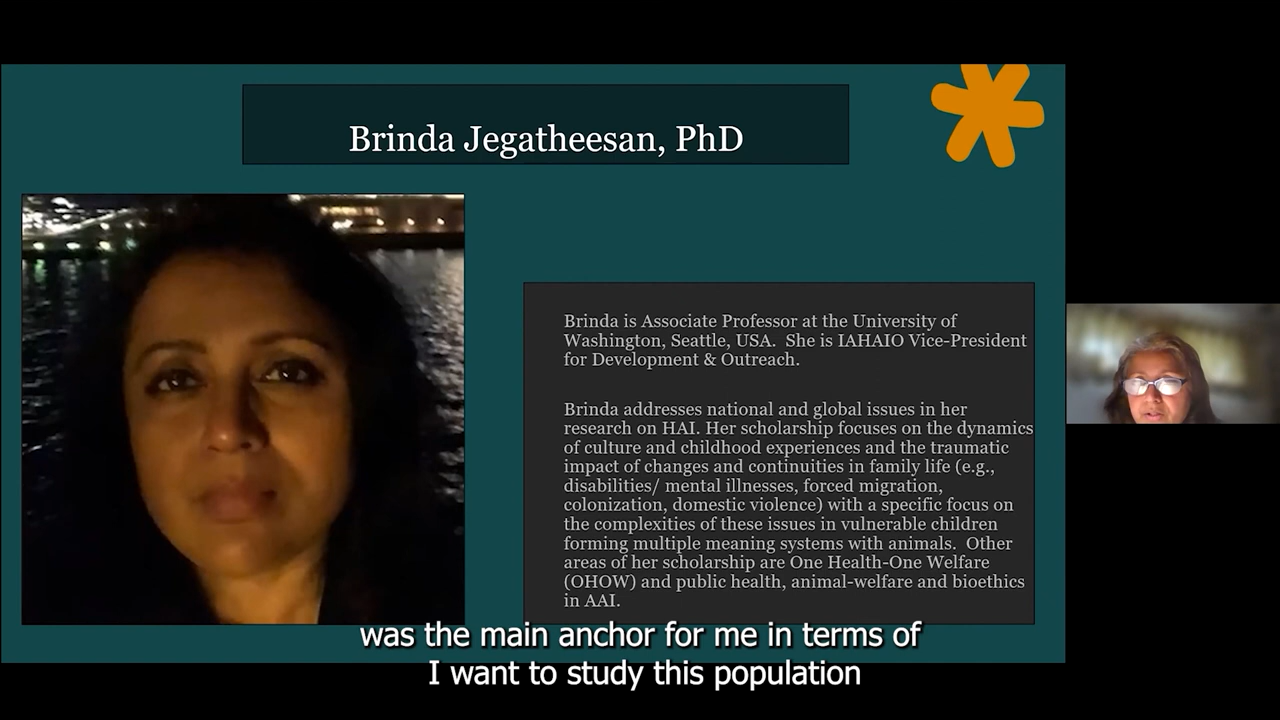 Brinda Jegatheesan, PhD
Brinda is Associate Professor at the University of
Washington, Seattle, USA.  She is IAHAIO Vice-President
for Development & Outreach.
Brinda addresses national and global issues in her
research on HAI. Her scholarship focuses on the dynamics
of culture and childhood experiences and the traumatic
impact of changes and continuities in family life (e.g.,
disabilities/ mental illnesses, forced migration,
colonization, domestic violence) with a specific focus on
the complexities of these issues in vulnerable children
forming multiple meaning systems with animals.  Other
areas of her scholarship are One Health-One Welfare
(OHOW) and public health, animal-welfare and bioethics
in AAI.
was the main anchor for me in terms of
I want to study this population